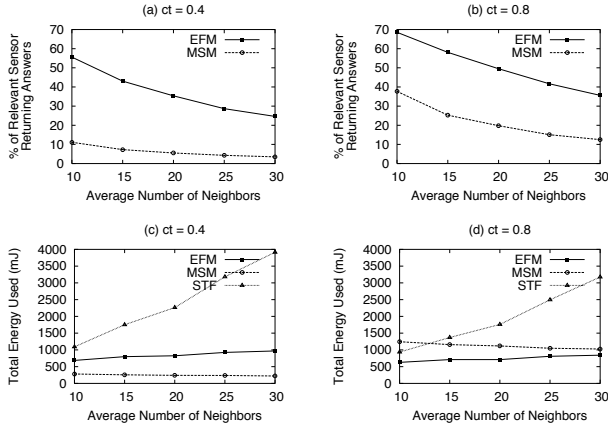 (a) ct = 0.4
% of Relevant Sensor
Returning Answers
70
60
50
40
30
20
10
0
EFM
MSM
10 15 20 25 30
Average Number of Neighbors
(b) ct = 0.8
% of Relevant Sensor
Returning Answers
70
60
50
40
30
20
10
0
EFM
MSM
10 15 20 25 30
Average Number of Neighbors
(c) ct = 0.4
Total Energy Used (mJ)
4000
3500
3000
2500
2000
1500
1000
500
0
EFM
MSM
STF
10 15 20 25 30
Average Number of Neighbors
(d) ct = 0.8
Total Energy Used (mJ)
4000
3500
3000
2500
2000
1500
1000
500
0
EFM
MSM
STF
10 15 20 25 30
Average Number of Neighbors